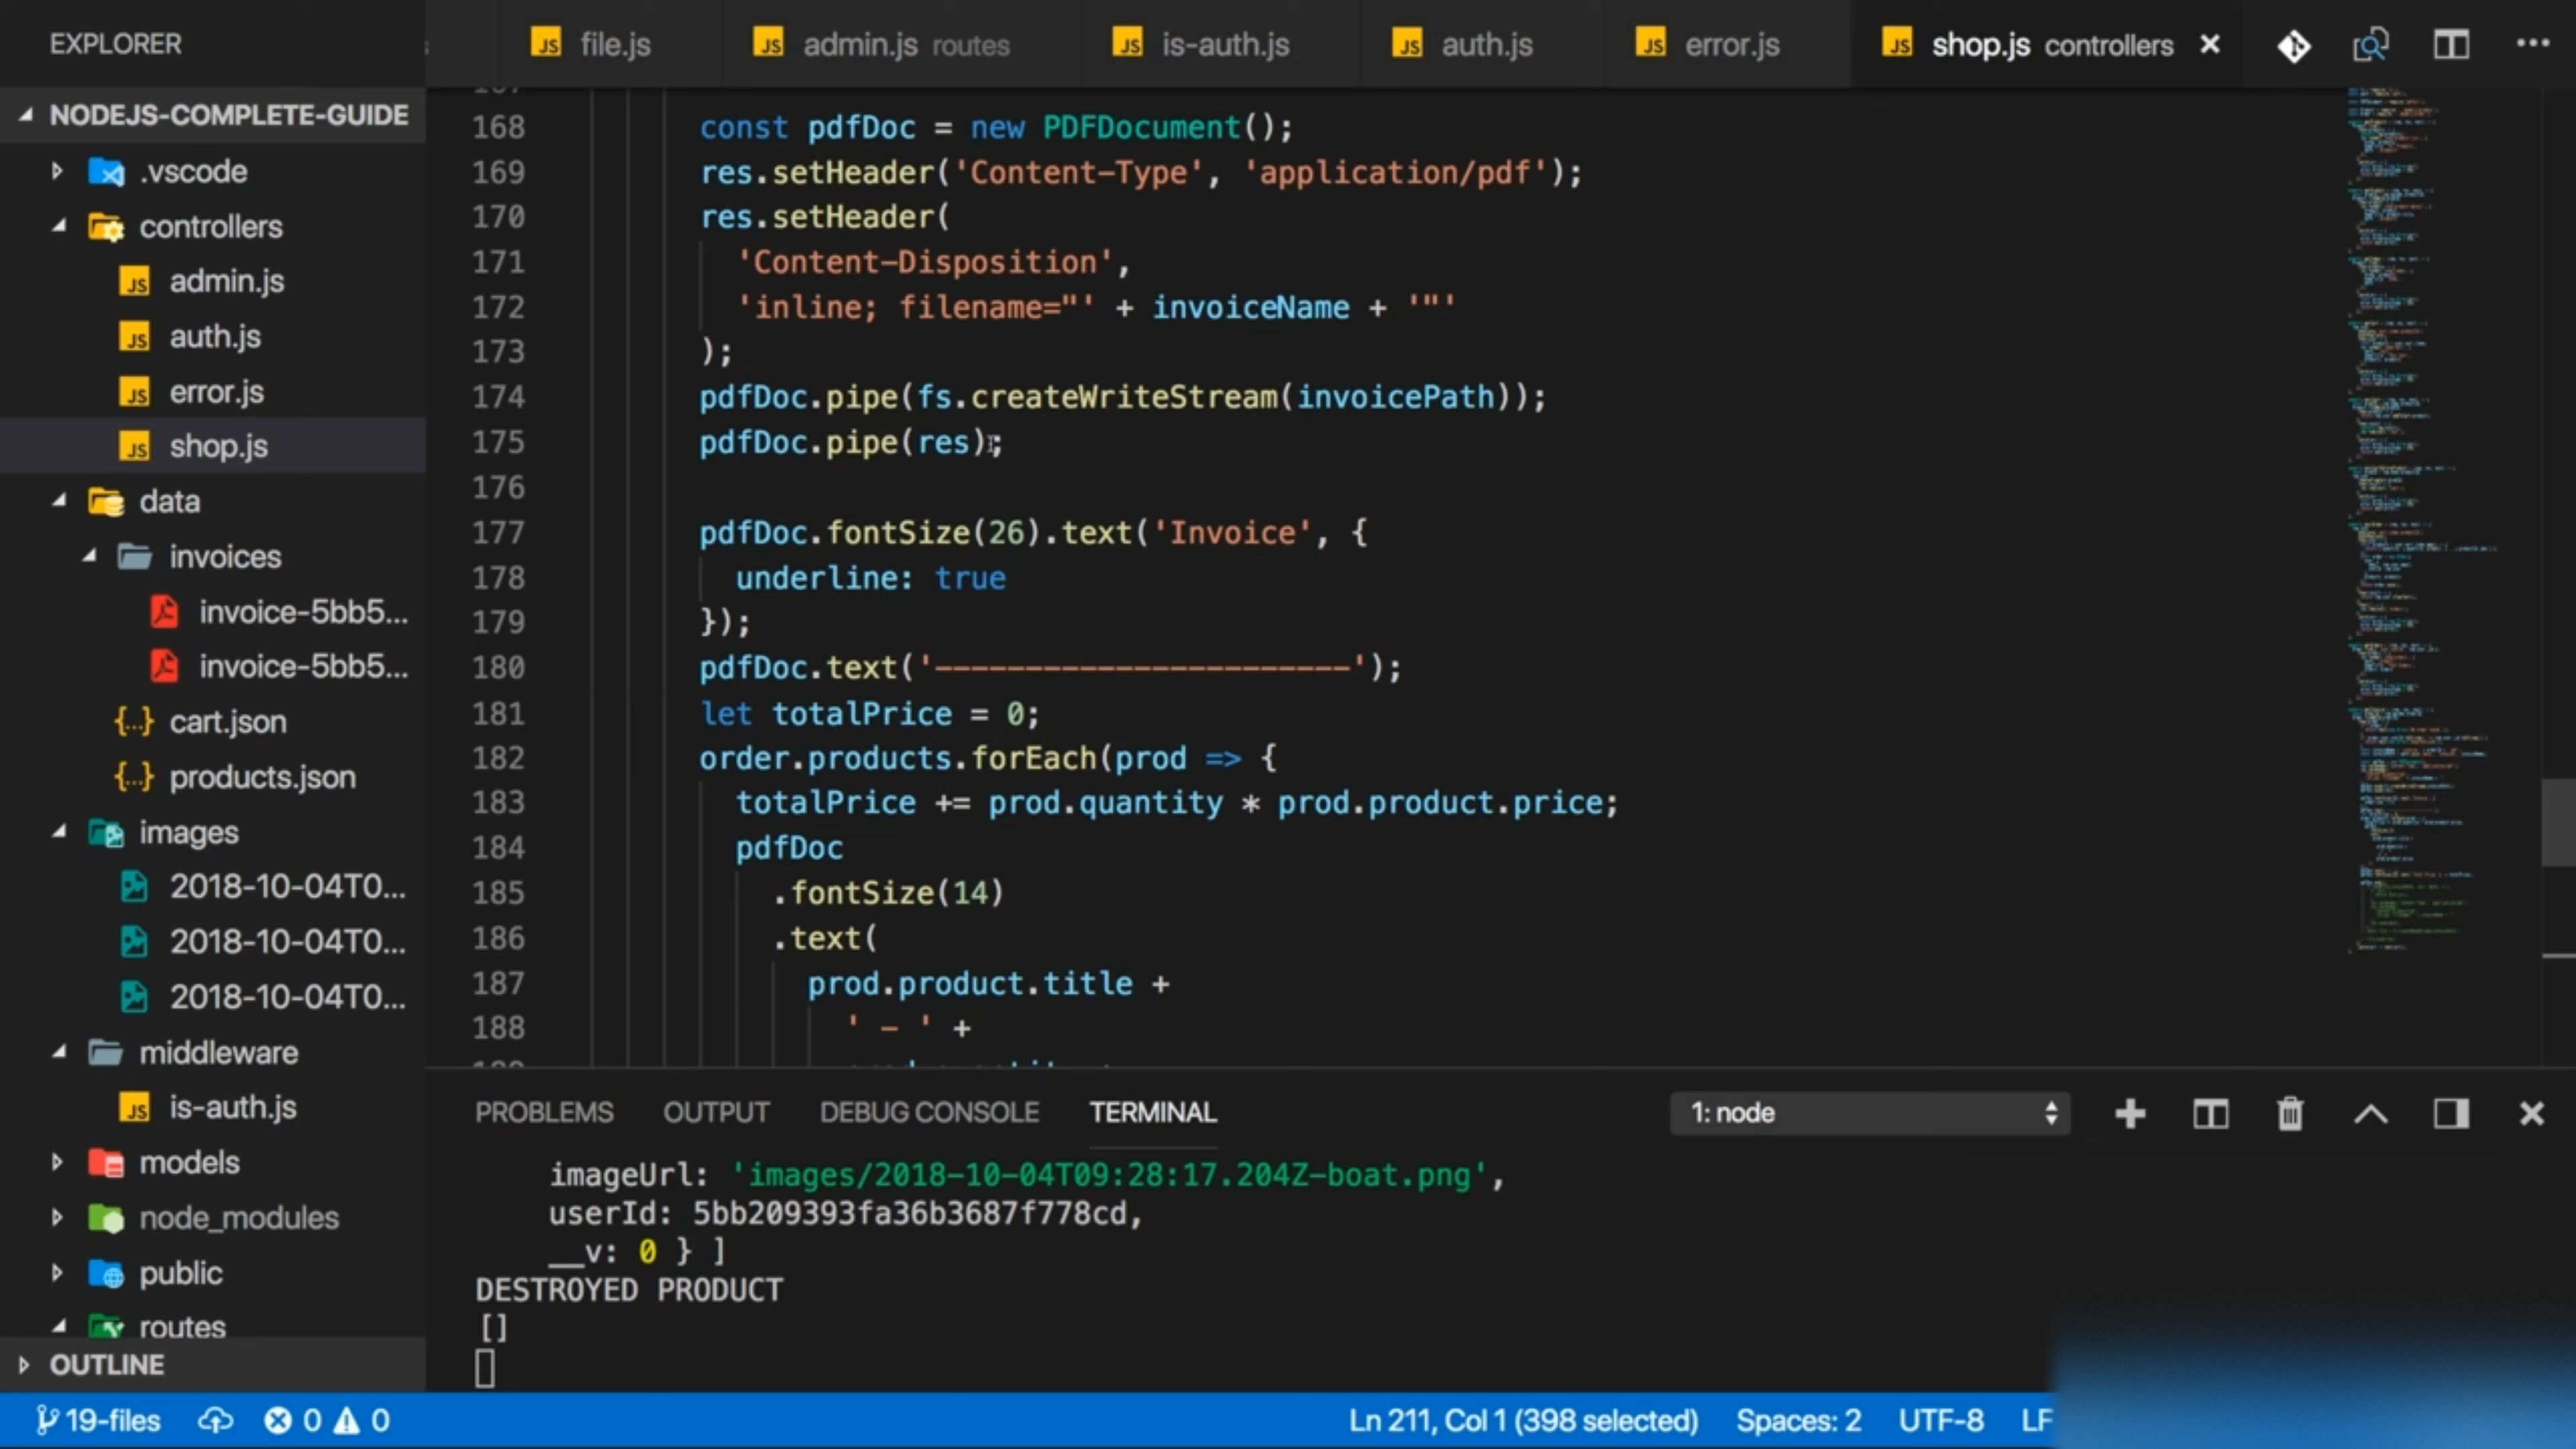 EXPLORER
file.js
admin.js routes
is-auth.js
auth.js
error.js
shop.js controllers
NODEJS-COMPLETE-GUIDE
.vscode
controllers
admin.js
auth.js
error.js
shop.js
data
invoices
invoice-5bb5...
invoice-5bb5...
cart.json
products.json
images
2018-10-04T0...
2018-10-04T0...
2018-10-04T0...
middleware
is-auth.js
models
node_modules
public
routes
OUTLINE
168 const pdfDoc = new PDFDocument();
169 res.setHeader('Content-Type', 'application/pdf');
170 res.setHeader(
171 'Content-Disposition',
172 'inline; filename="' + invoiceName + '"'
173 );
174 pdfDoc.pipe(fs.createWriteStream(invoicePath));
175 pdfDoc.pipe(res);
176
177 pdfDoc.fontSize(26).text('Invoice', {
178 underline: true
179 });
180 pdfDoc.text('-----------------------');
181 let totalPrice = 0;
182 order.products.forEach(prod => {
183 totalPrice += prod.quantity * prod.product.price;
184 pdfDoc
185 .fontSize(14)
186 .text(
187 prod.product.title +
188 ' - ' +
PROBLEMS OUTPUT DEBUG CONSOLE TERMINAL
1: node
imageUrl: 'images/2018-10-04T09:28:17.204Z-boat.png',
userId: 5bb209393fa36b3687f778cd,
__v: 0 } ]
DESTROYED PRODUCT
[]
19-files 0 0 Ln 211, Col 1 (398 selected) Spaces: 2 UTF-8 LF